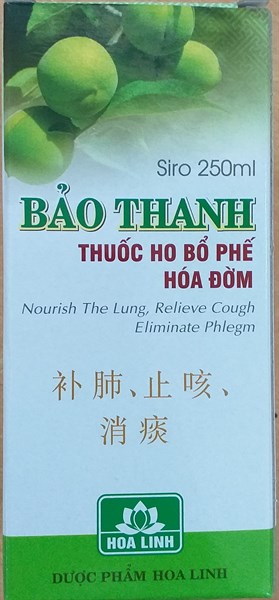 Siro 250ml
BẢO THANH
THUỐC HO BỔ PHẾ
HÓA ĐỜM
Nourish The Lung, Relieve Cough
Eliminate Phlegm
补肺、止咳、
消痰
HOA LINH
DƯỢC PHẨM HOA LINH